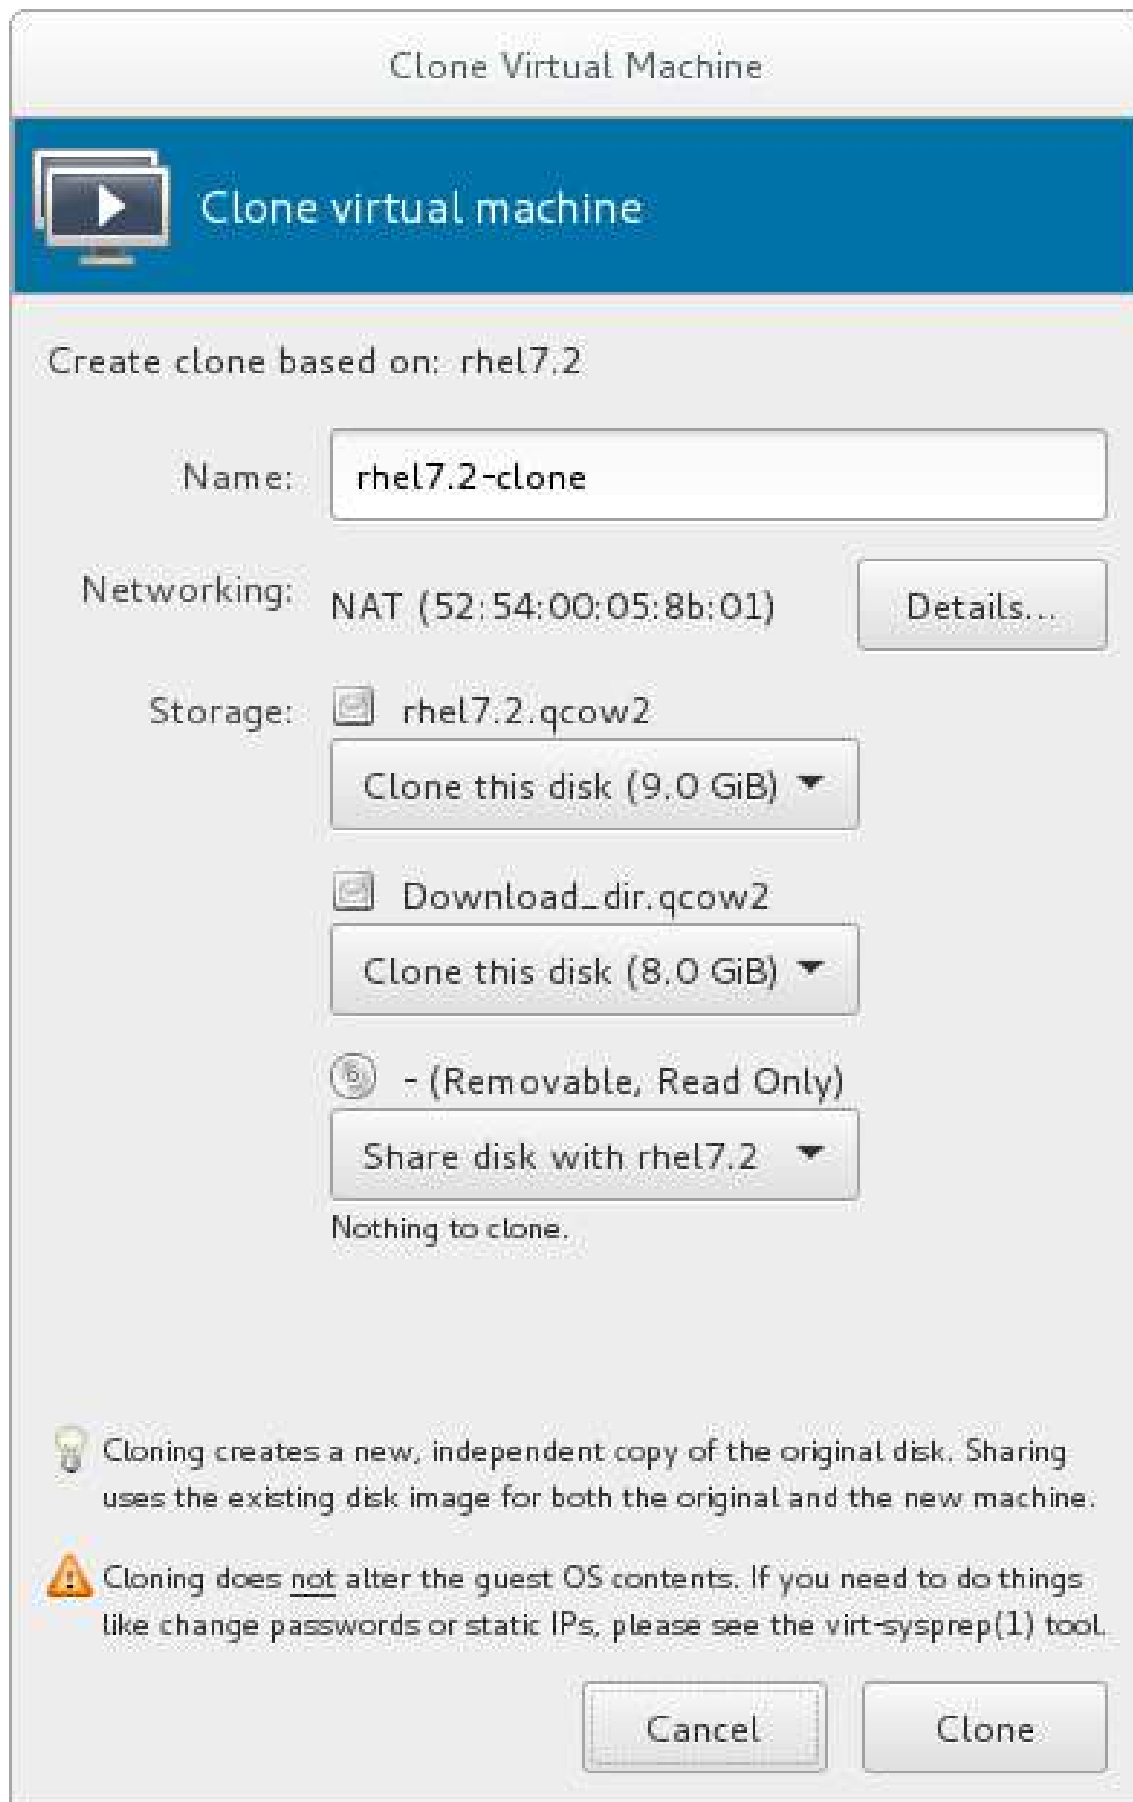 Clone Virtual Machine
Clone virtual machine
Create clone based on: rhel7.2
Name: rhel7.2-clone
Networking: NAT (52:54:00:05:8b:01) Details...
Storage: rhel7.2.qcow2
Clone this disk (9.0 GiB)
Download_dir.qcow2
Clone this disk (8.0 GiB)
- (Removable, Read Only)
Share disk with rhel7.2
Nothing to clone.
Cloning creates a new, independent copy of the original disk. Sharing
uses the existing disk image for both the original and the new machine.
Cloning does not alter the guest OS contents. If you need to do things
like change passwords or static IPs, please see the virt-sysprep(1) tool.
Cancel Clone